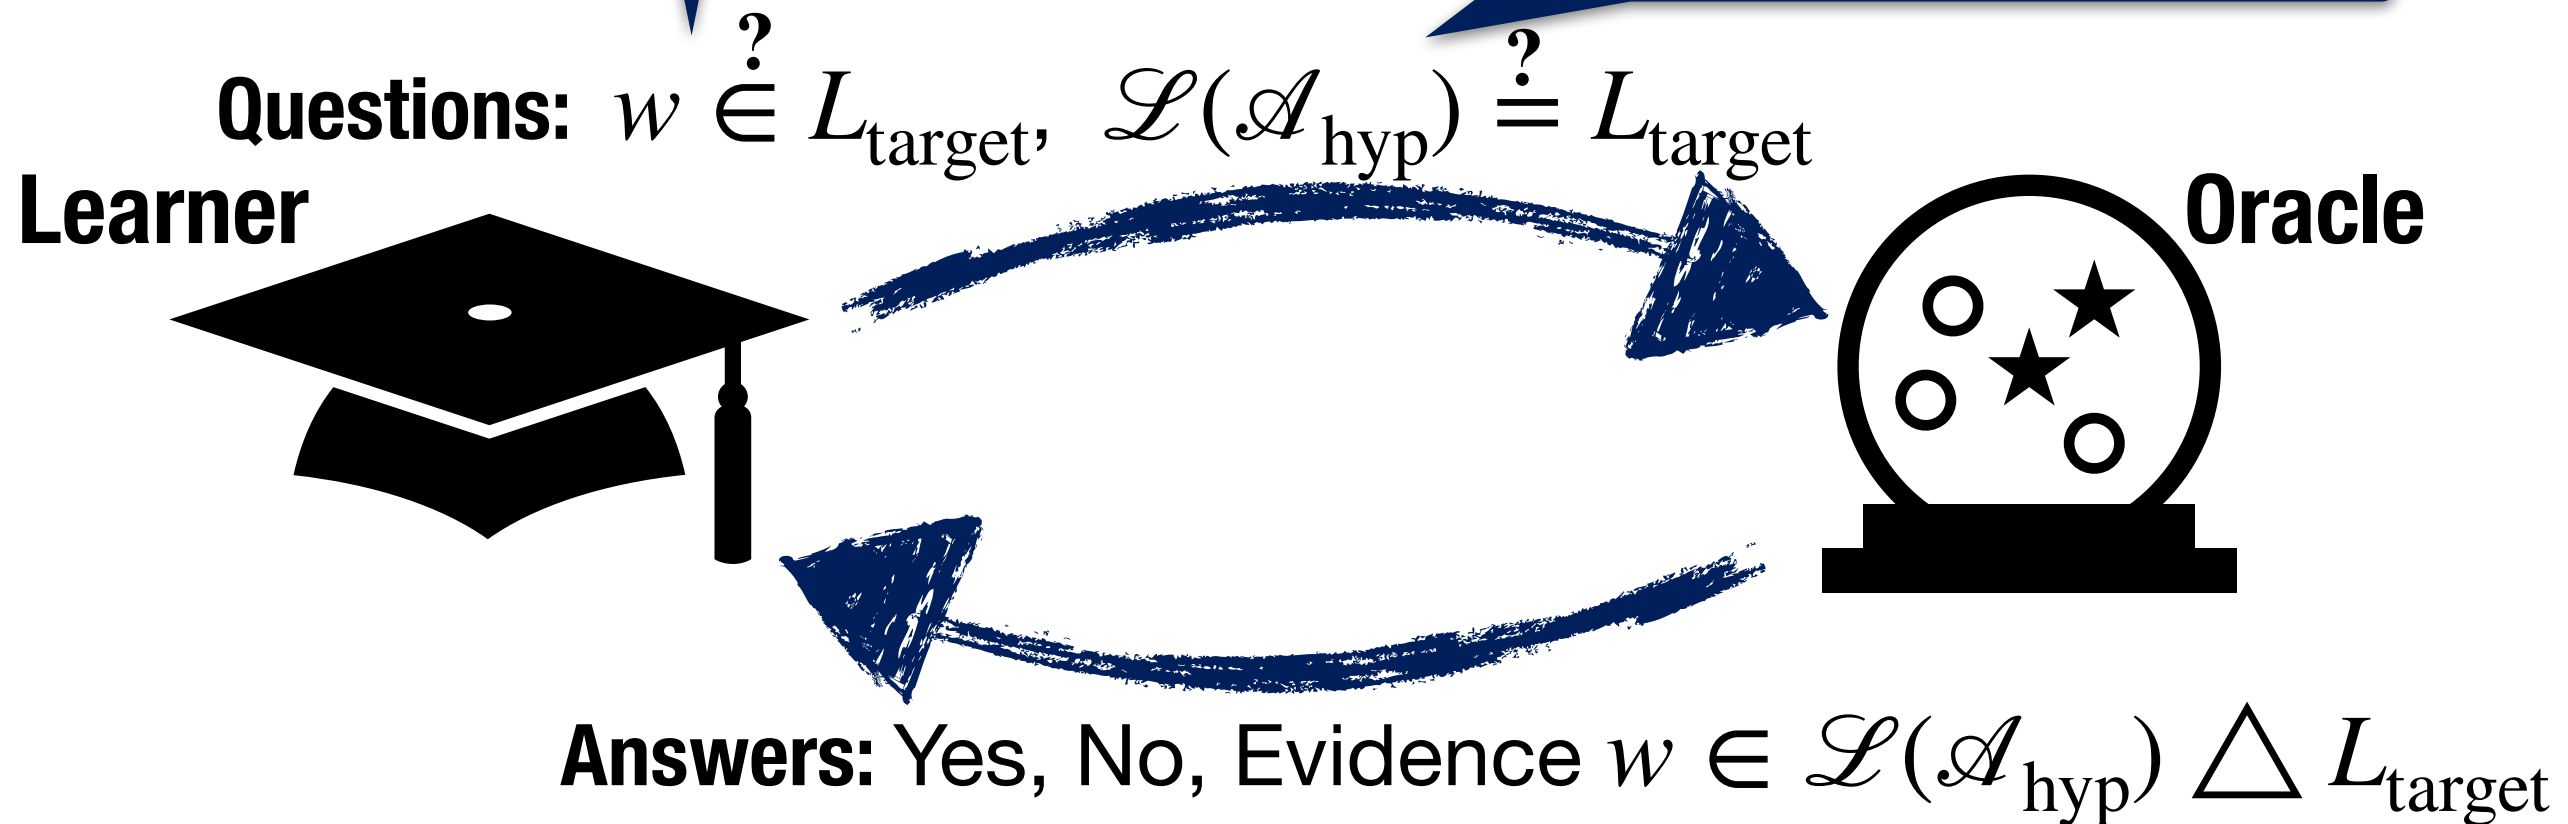 Questions: w ∈? L_target, ℒ(𝒜_hyp) =? L_target
Learner
Oracle
Answers: Yes, No, Evidence w ∈ ℒ(𝒜_hyp) △ L_target